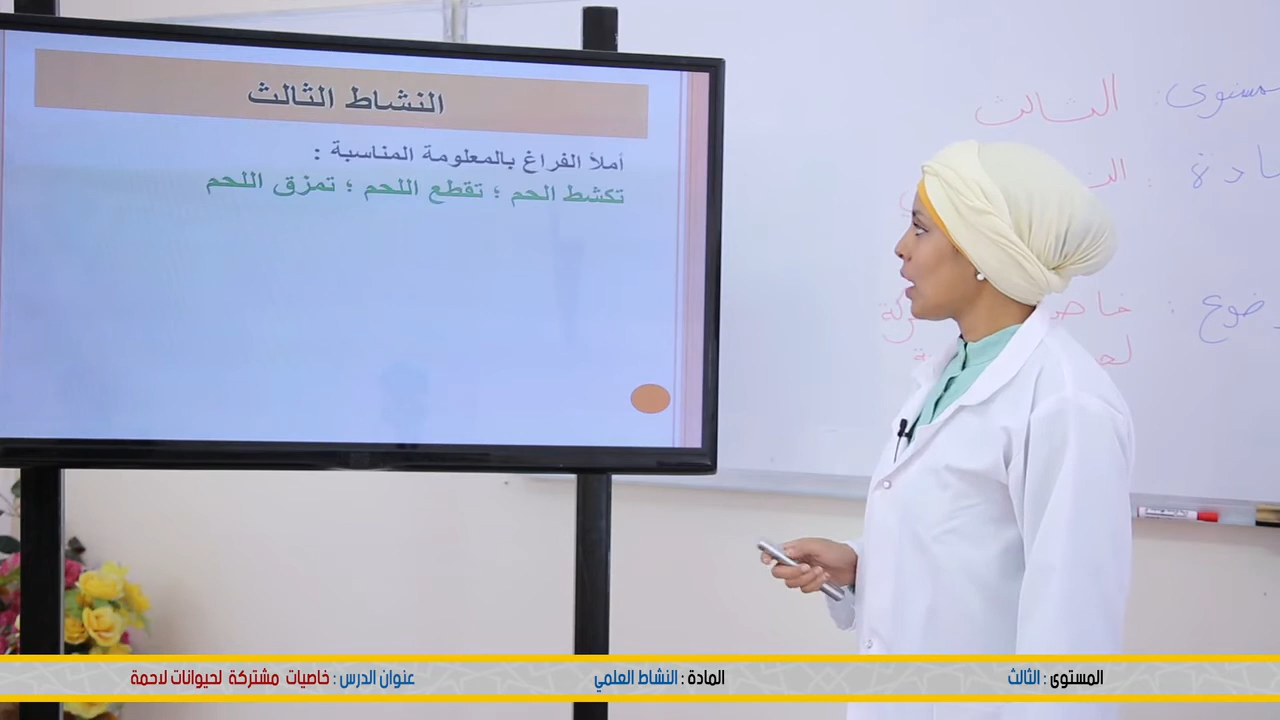 النشاط الثالث
أملأ الفراغ بالمعلومة المناسبة :
تكشط الحم ؛ تقطع اللحم ؛ تمزق اللحم
المستوى : الثالث
المادة : النشاط العلمي
عنوان الدرس : خاصيات مشتركة لحيوانات لاحمة